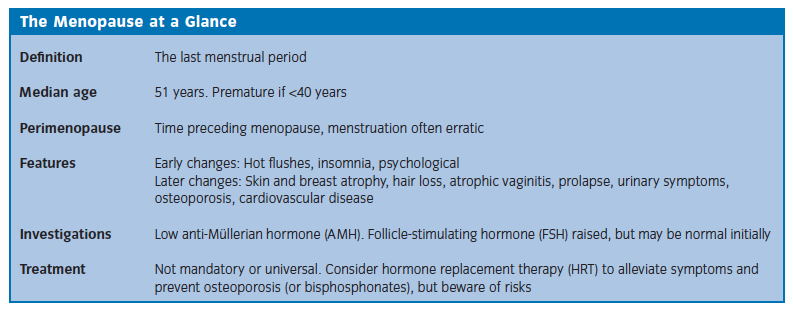 The Menopause at a Glance
Definition The last menstrual period
Median age 51 years. Premature if <40 years
Perimenopause Time preceding menopause, menstruation often erratic
Features Early changes: Hot flushes, insomnia, psychological
Later changes: Skin and breast atrophy, hair loss, atrophic vaginitis, prolapse, urinary symptoms,
osteoporosis, cardiovascular disease
Investigations Low anti-Müllerian hormone (AMH). Follicle-stimulating hormone (FSH) raised, but may be normal initially
Treatment Not mandatory or universal. Consider hormone replacement therapy (HRT) to alleviate symptoms and
prevent osteoporosis (or bisphosphonates), but beware of risks